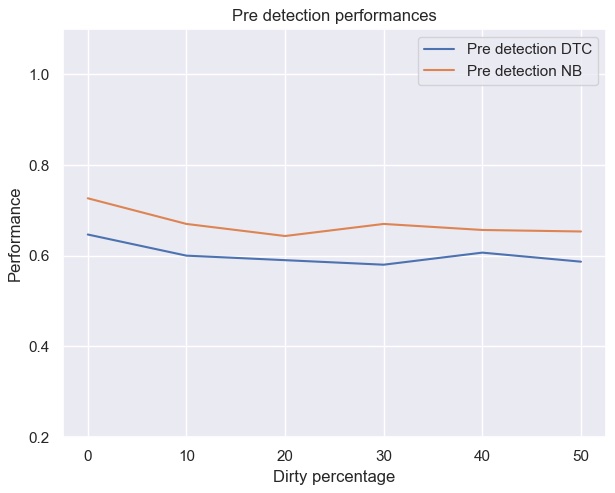 Pre detection performances
Pre detection DTC
Pre detection NB
Performance
1.0
0.8
0.6
0.4
0.2
0 10 20 30 40 50
Dirty percentage